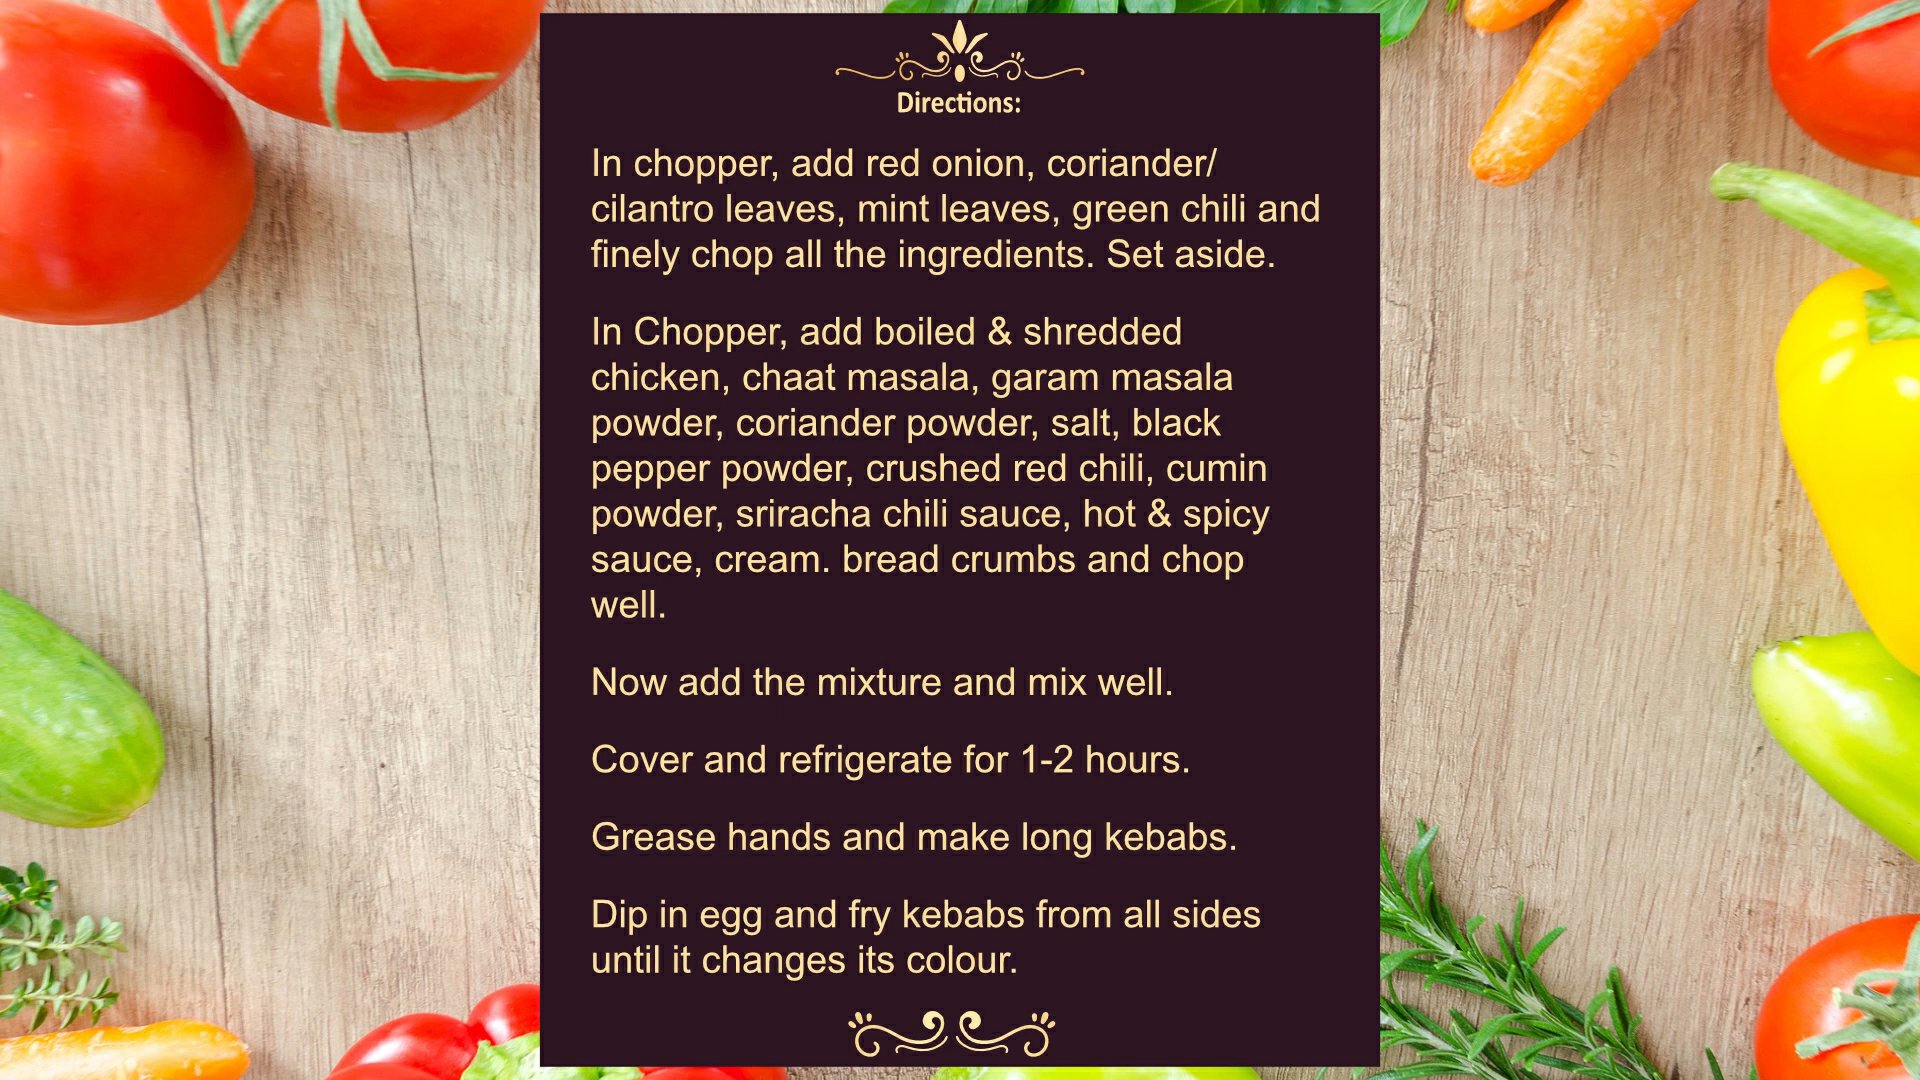 Directions:
In chopper, add red onion, coriander/
cilantro leaves, mint leaves, green chili and
finely chop all the ingredients. Set aside.
In Chopper, add boiled & shredded
chicken, chaat masala, garam masala
powder, coriander powder, salt, black
pepper powder, crushed red chili, cumin
powder, sriracha chili sauce, hot & spicy
sauce, cream. bread crumbs and chop
well.
Now add the mixture and mix well.
Cover and refrigerate for 1-2 hours.
Grease hands and make long kebabs.
Dip in egg and fry kebabs from all sides
until it changes its colour.